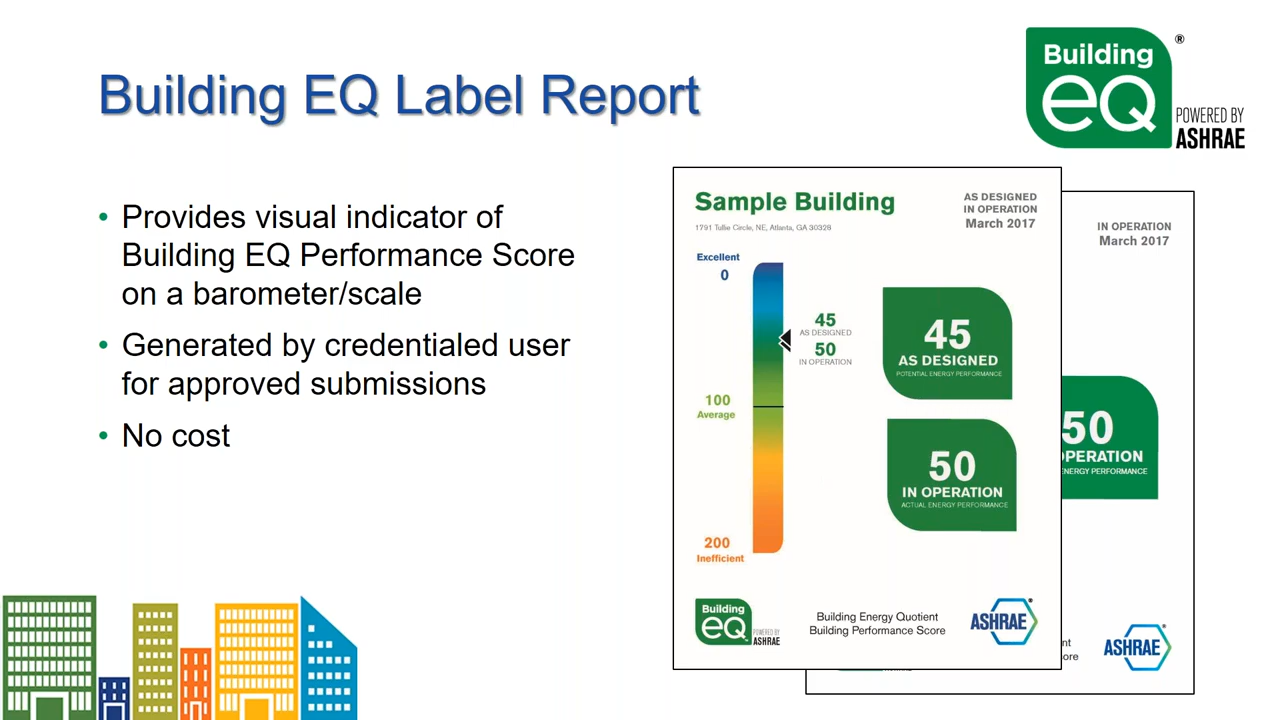 Building EQ Label Report
Building
eQ
®
POWERED BY
ASHRAE
• Provides visual indicator of
Building EQ Performance Score
on a barometer/scale
• Generated by credentialed user
for approved submissions
• No cost
Sample Building
1791 Tullie Circle, NE, Atlanta, GA 30328
AS DESIGNED
IN OPERATION
March 2017
Excellent
0
45
AS DESIGNED
50
IN OPERATION
100
Average
200
Inefficient
45
AS DESIGNED
POTENTIAL ENERGY PERFORMANCE
50
IN OPERATION
ACTUAL ENERGY PERFORMANCE
Building
eQ
POWERED BY
ASHRAE
Building Energy Quotient
Building Performance Score
ASHRAE
®
IN OPERATION
March 2017
50
OPERATION
ENERGY PERFORMANCE
nt
ore
ASHRAE
®